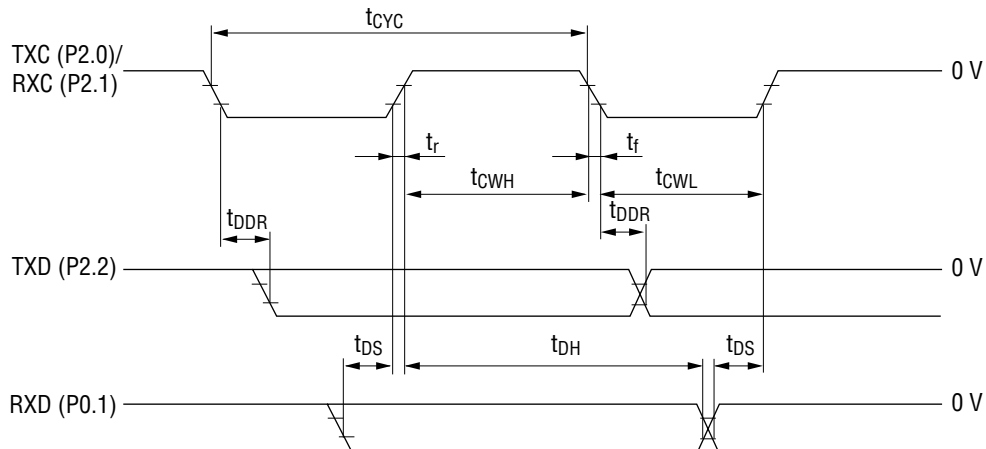 tCYC
TXC (P2.0)/
RXC (P2.1)
0 V
tr
tf
tCWH
tCWL
tDDR
tDDR
TXD (P2.2)
0 V
tDS
tDH
tDS
RXD (P0.1)
0 V